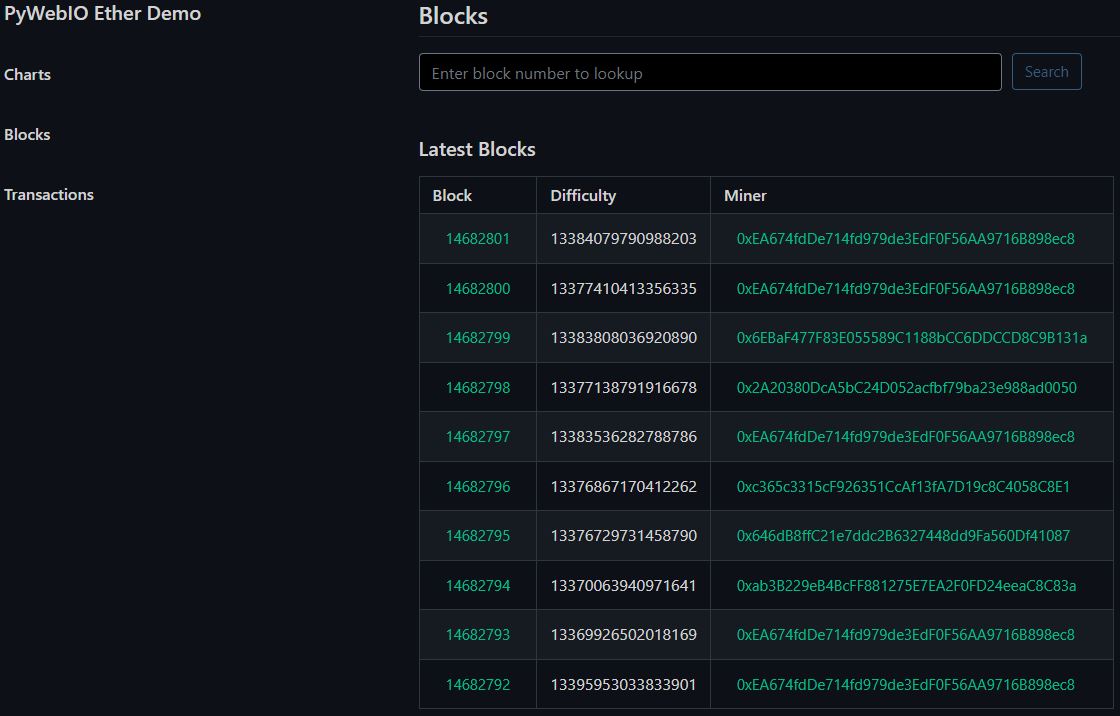 PyWebIO Ether Demo
Charts
Blocks
Transactions
Blocks
Enter block number to lookup
Search
Latest Blocks
Block Difficulty Miner
14682801 13384079790988203 0xEA674fdDe714fd979de3EdF0F56AA9716B898ec8
14682800 13377410413356335 0xEA674fdDe714fd979de3EdF0F56AA9716B898ec8
14682799 13383808036920890 0x6EBaF477F83E055589C1188bCC6DDCCD8C9B131a
14682798 13377138791916678 0x2A20380DcA5bC24D052acfbf79ba23e988ad0050
14682797 13383536282788786 0xEA674fdDe714fd979de3EdF0F56AA9716B898ec8
14682796 13376867170412262 0xc365c3315cF926351CcAf13fA7D19c8C4058C8E1
14682795 13376729731458790 0x646dB8ffC21e7ddc2B6327448dd9Fa560Df41087
14682794 13370063940971641 0xab3B229eB4BcFF881275E7EA2F0FD24eeaC8C83a
14682793 13369926502018169 0xEA674fdDe714fd979de3EdF0F56AA9716B898ec8
14682792 13395953033833901 0xEA674fdDe714fd979de3EdF0F56AA9716B898ec8